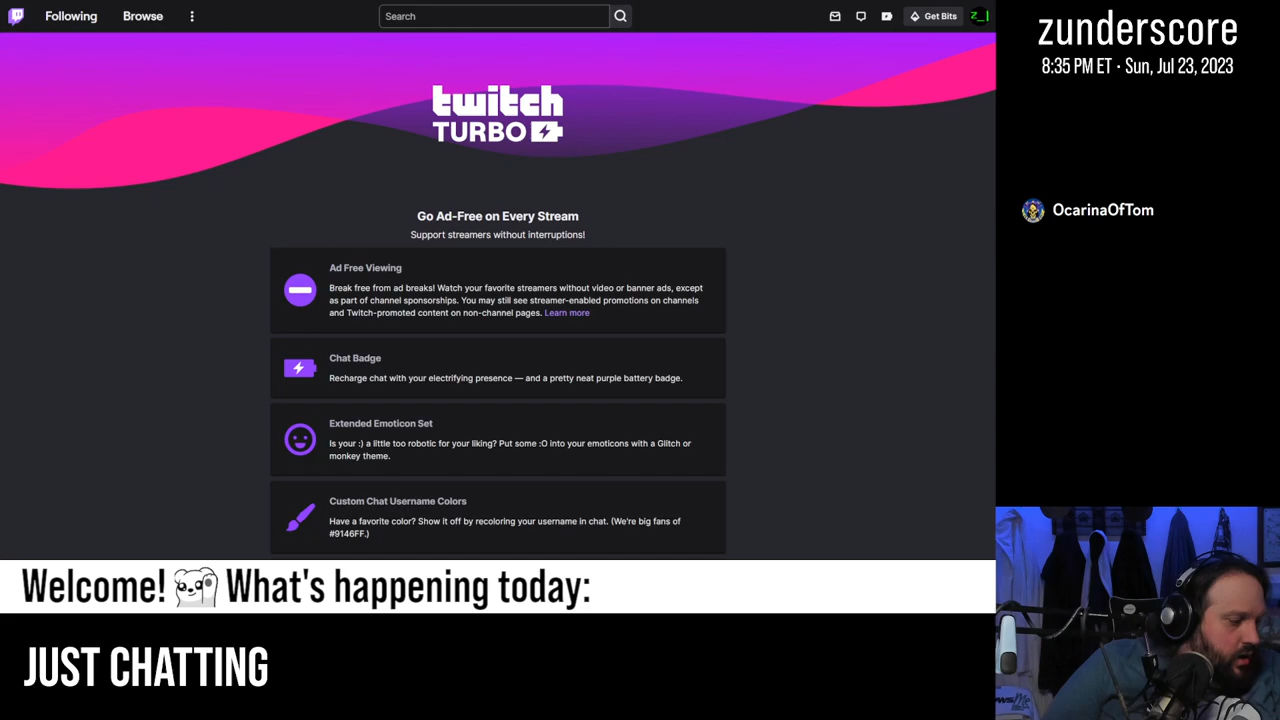 Following
Browse
Search
Get Bits
z_|
zunderscore
8:35 PM ET · Sun, Jul 23, 2023
twitch
TURBO
OcarinaOfTom
Go Ad-Free on Every Stream
Support streamers without interruptions!
Ad Free Viewing
Break free from ad breaks! Watch your favorite streamers without video or banner ads, except
as part of channel sponsorships. You may still see streamer-enabled promotions on channels
and Twitch-promoted content on non-channel pages. Learn more
Chat Badge
Recharge chat with your electrifying presence — and a pretty neat purple battery badge.
Extended Emoticon Set
Is your :) a little too robotic for your liking? Put some :O into your emoticons with a Glitch or
monkey theme.
Custom Chat Username Colors
Have a favorite color? Show it off by recoloring your username in chat. (We're big fans of
#9146FF.)
Welcome! What's happening today:
JUST CHATTING